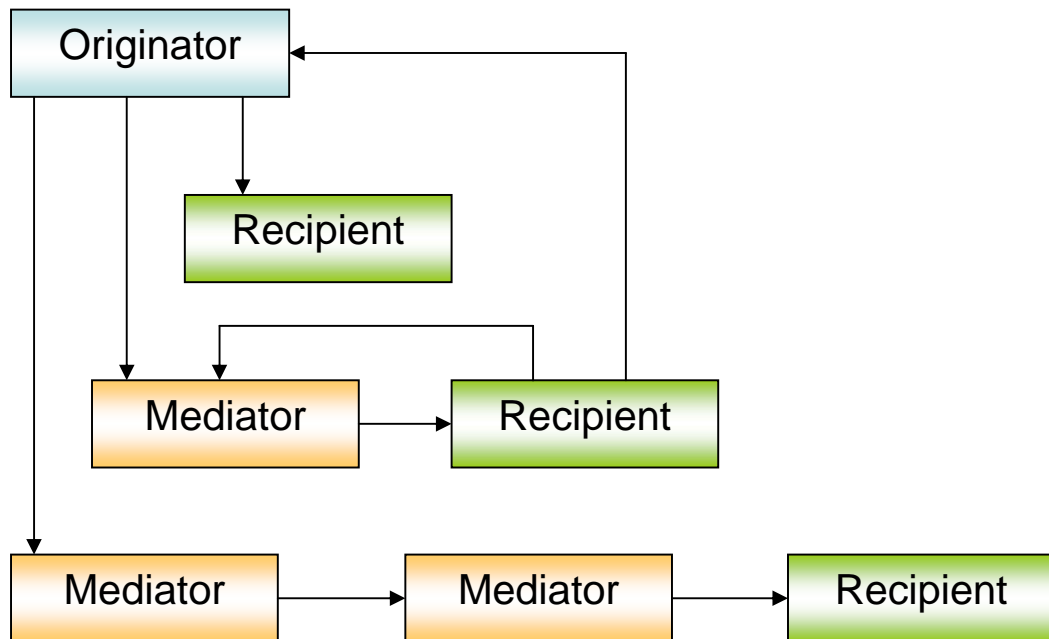 Originator
Recipient
Mediator
Recipient
Mediator
Mediator
Recipient